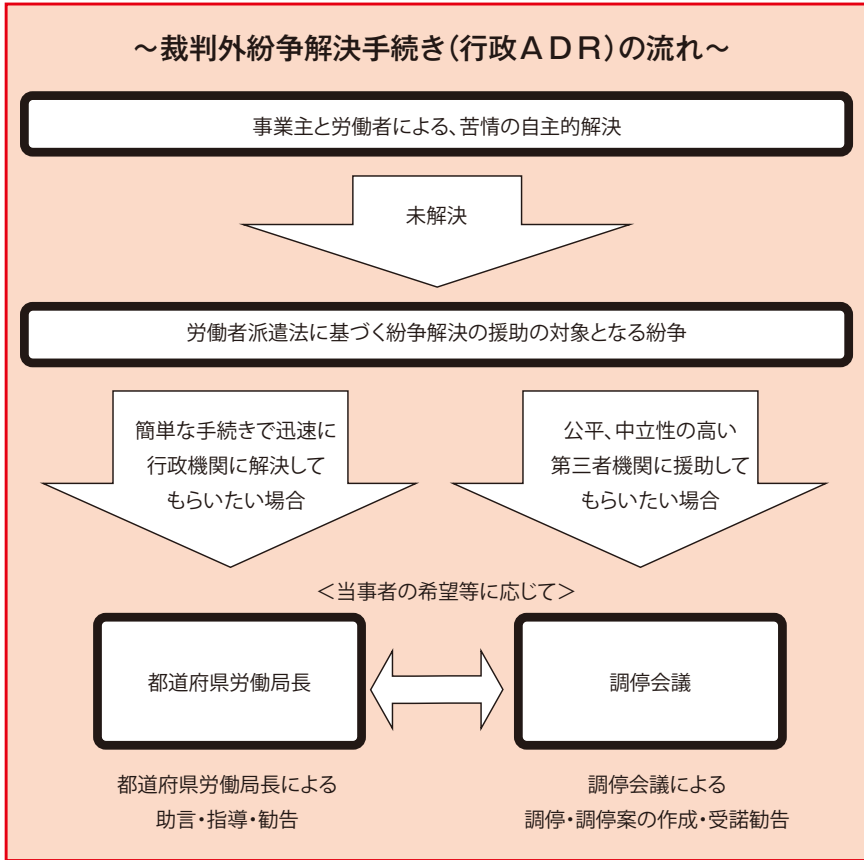 ～裁判外紛争解決手続き(行政ＡＤＲ)の流れ～
事業主と労働者による、苦情の自主的解決
未解決
労働者派遣法に基づく紛争解決の援助の対象となる紛争
簡単な手続きで迅速に
行政機関に解決して
もらいたい場合
公平、中立性の高い
第三者機関に援助して
もらいたい場合
＜当事者の希望等に応じて＞
都道府県労働局長
調停会議
都道府県労働局長による
助言・指導・勧告
調停会議による
調停・調停案の作成・受諾勧告